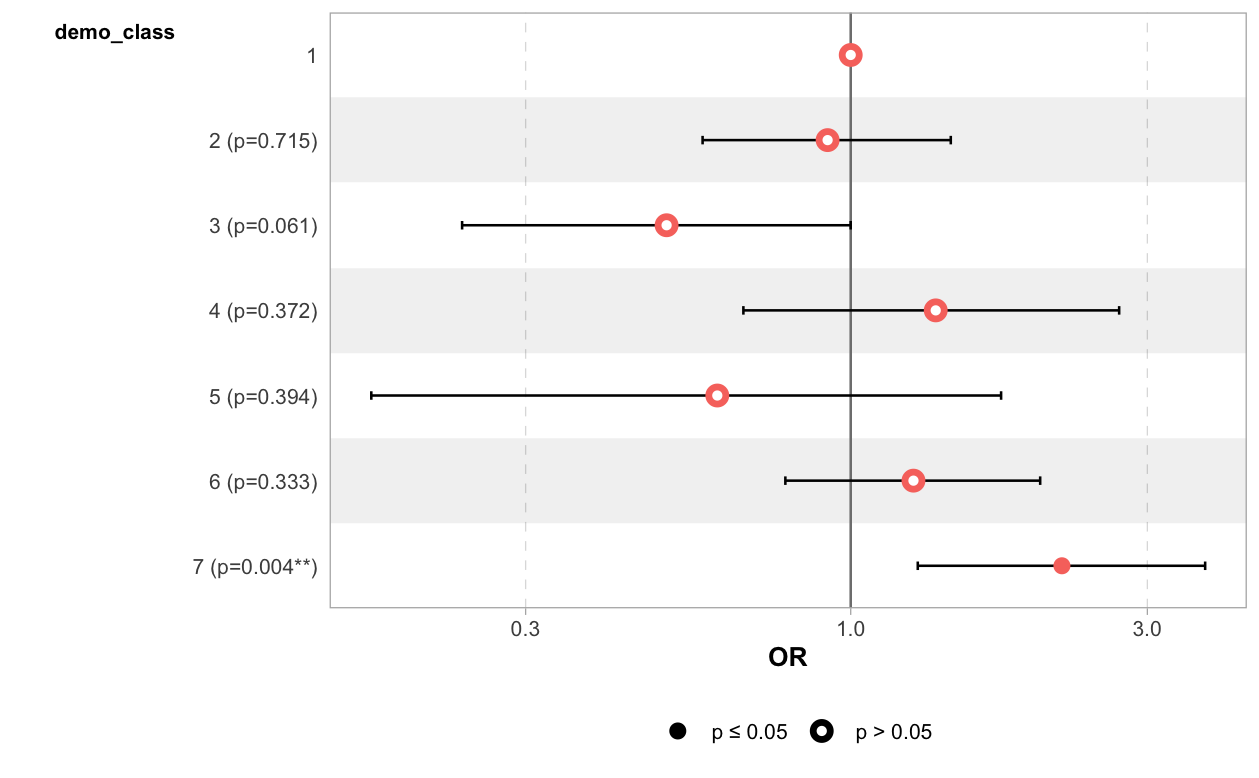 demo_class
1
2 (p=0.715)
3 (p=0.061)
4 (p=0.372)
5 (p=0.394)
6 (p=0.333)
7 (p=0.004**)
0.3 1.0 3.0
OR
p ≤ 0.05 p > 0.05